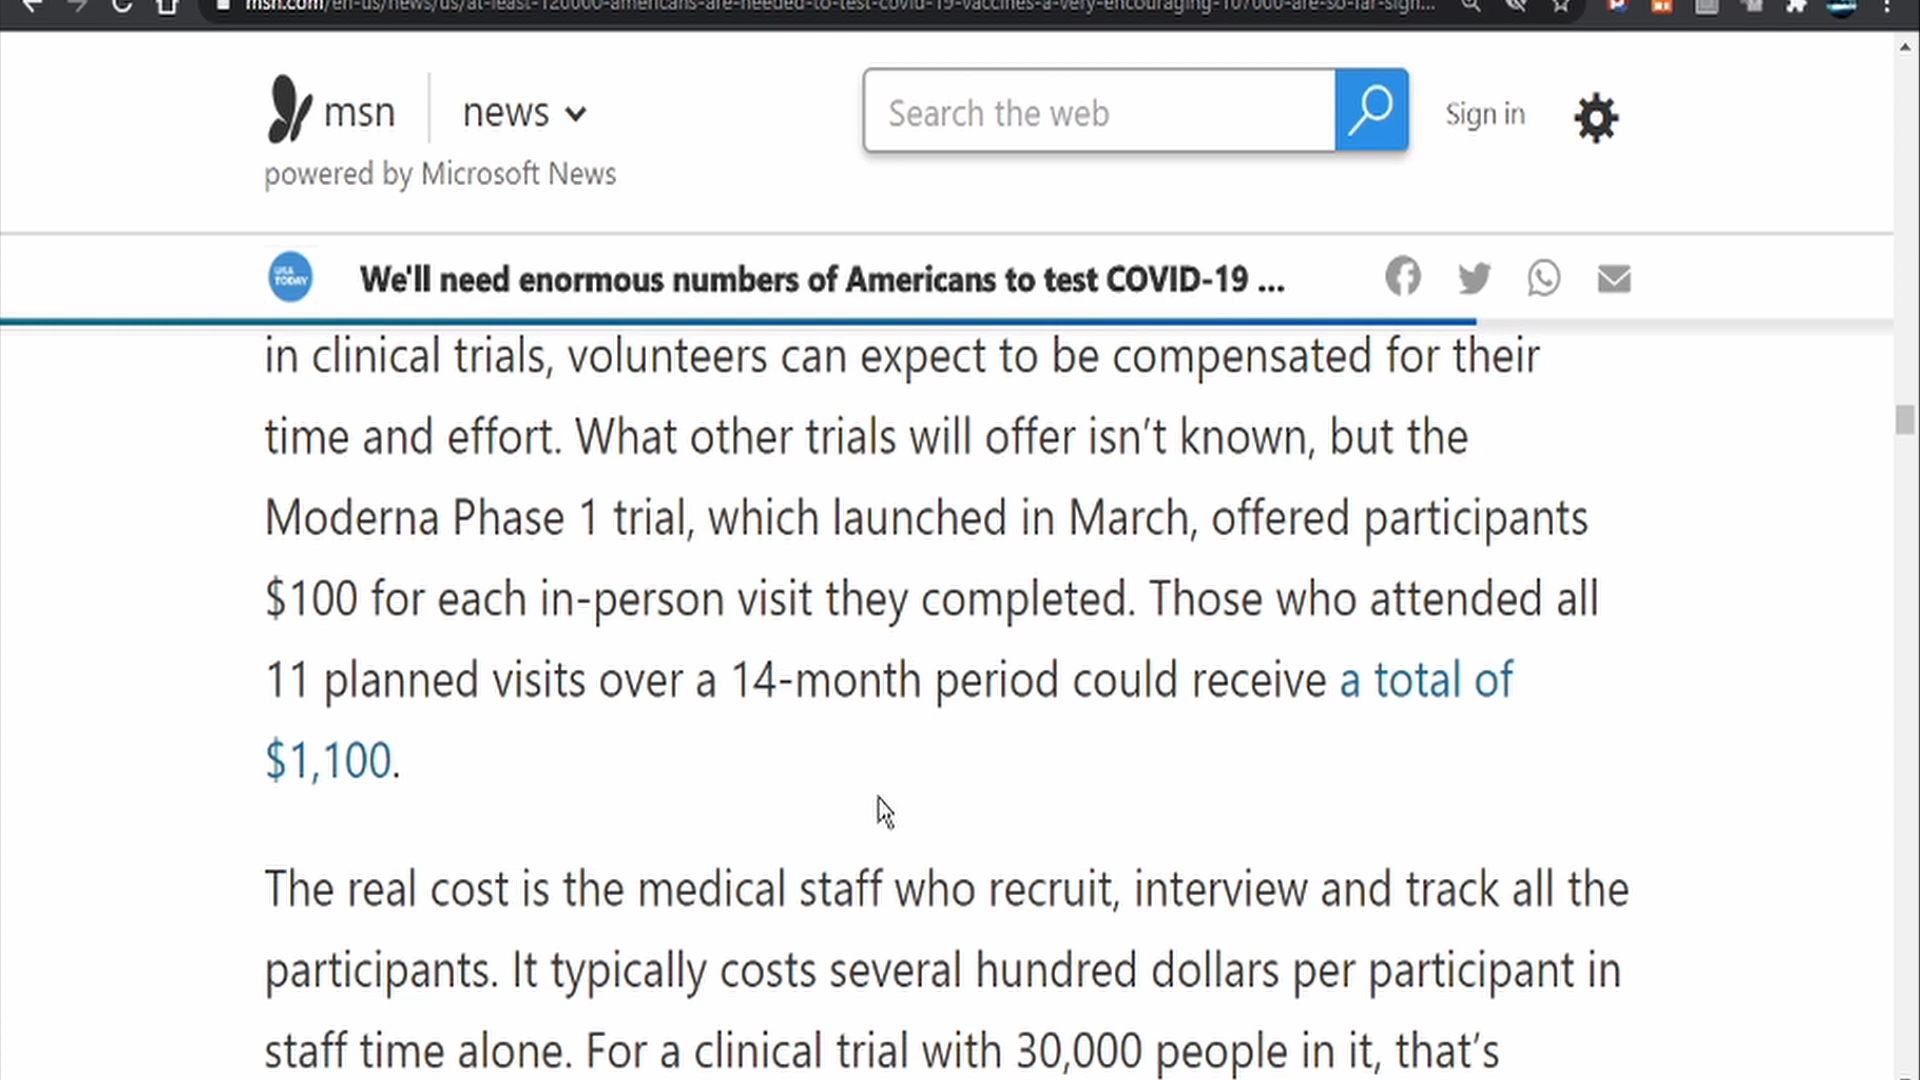 msn.com/en-us/news/us/at-least-120000-americans-are-needed-to-test-covid-19-vaccines-a-very-encouraging-107000-are-so-far-sign...
msn news
powered by Microsoft News
Search the web
Sign in
USA TODAY
We'll need enormous numbers of Americans to test COVID-19 ...
in clinical trials, volunteers can expect to be compensated for their
time and effort. What other trials will offer isn’t known, but the
Moderna Phase 1 trial, which launched in March, offered participants
$100 for each in-person visit they completed. Those who attended all
11 planned visits over a 14-month period could receive a total of
$1,100.
The real cost is the medical staff who recruit, interview and track all the
participants. It typically costs several hundred dollars per participant in
staff time alone. For a clinical trial with 30,000 people in it, that’s